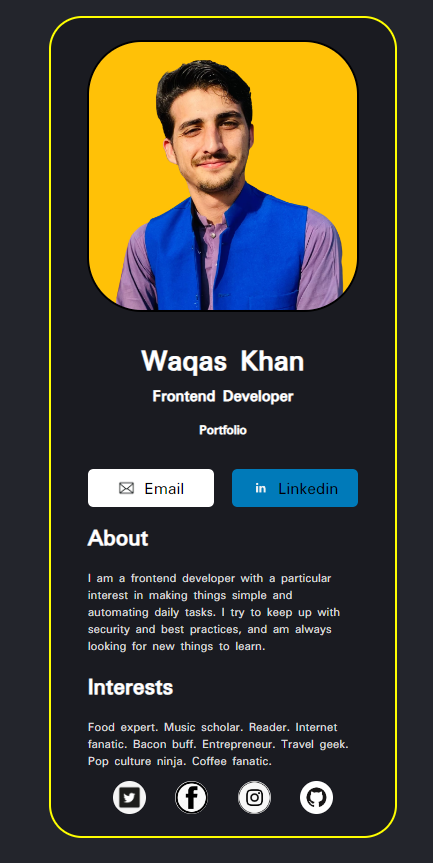 Waqas Khan
Frontend Developer
Portfolio
Email
in Linkedin
About
I am a frontend developer with a particular
interest in making things simple and
automating daily tasks. I try to keep up with
security and best practices, and am always
looking for new things to learn.
Interests
Food expert. Music scholar. Reader. Internet
fanatic. Bacon buff. Entrepreneur. Travel geek.
Pop culture ninja. Coffee fanatic.